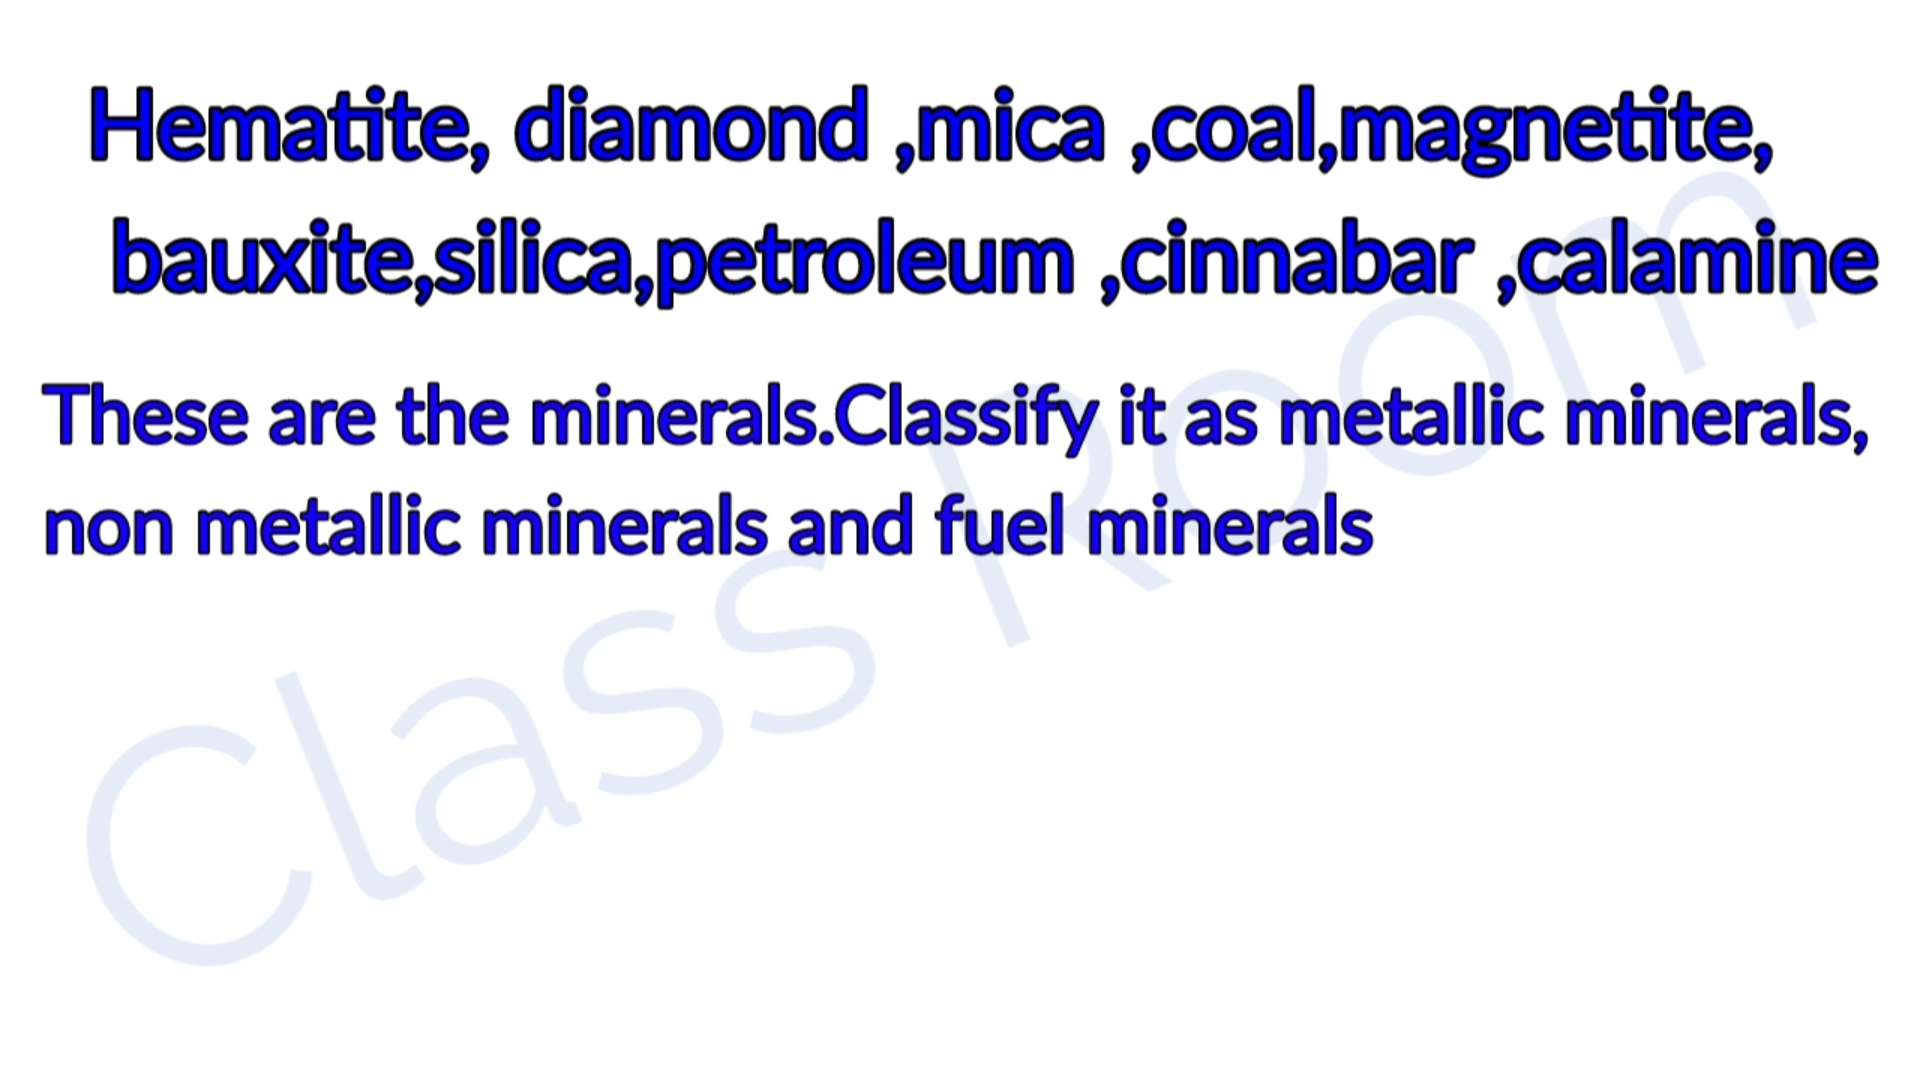 Hematite, diamond ,mica ,coal,magnetite,
bauxite,silica,petroleum ,cinnabar ,calamine
These are the minerals.Classify it as metallic minerals,
non metallic minerals and fuel minerals
Class Room